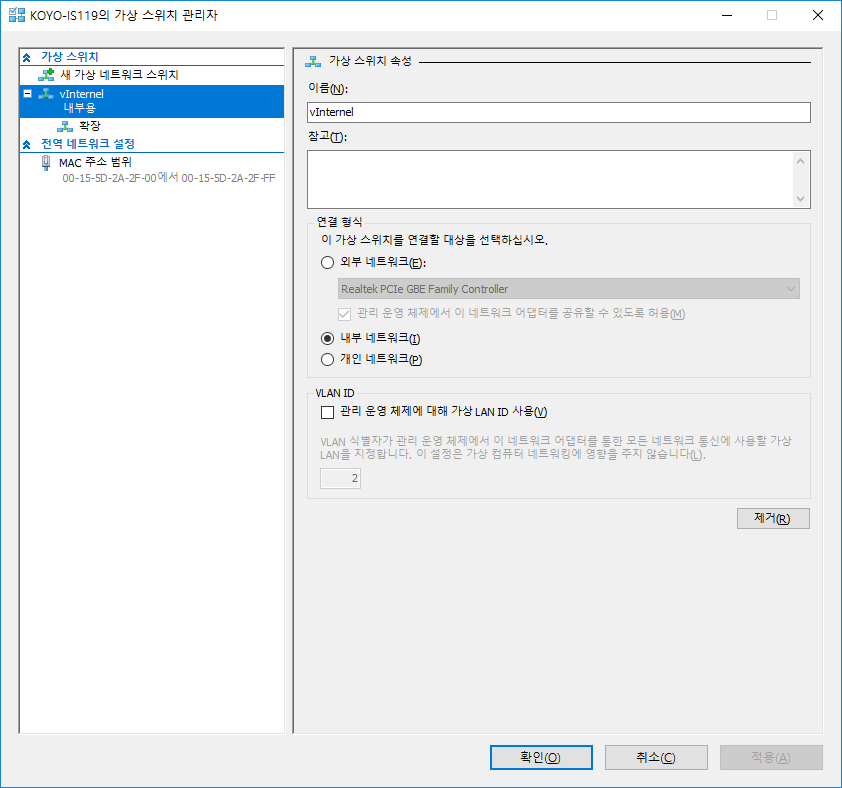 KOYO-IS119의 가상 스위치 관리자
가상 스위치
새 가상 네트워크 스위치
vInternel
내부용
확장
전역 네트워크 설정
MAC 주소 범위
00-15-5D-2A-2F-00에서 00-15-5D-2A-2F-FF
가상 스위치 속성
이름(N):
vInternel
참고(T):
연결 형식
이 가상 스위치를 연결할 대상을 선택하십시오.
외부 네트워크(E):
Realtek PCIe GBE Family Controller
관리 운영 체제에서 이 네트워크 어댑터를 공유할 수 있도록 허용(M)
내부 네트워크(I)
개인 네트워크(P)
VLAN ID
관리 운영 체제에 대해 가상 LAN ID 사용(V)
VLAN 식별자가 관리 운영 체제에서 이 네트워크 어댑터를 통한 모든 네트워크 통신에 사용할 가상
LAN을 지정합니다. 이 설정은 가상 컴퓨터 네트워킹에 영향을 주지 않습니다(L).
2
제거(R)
확인(O)
취소(C)
적용(A)